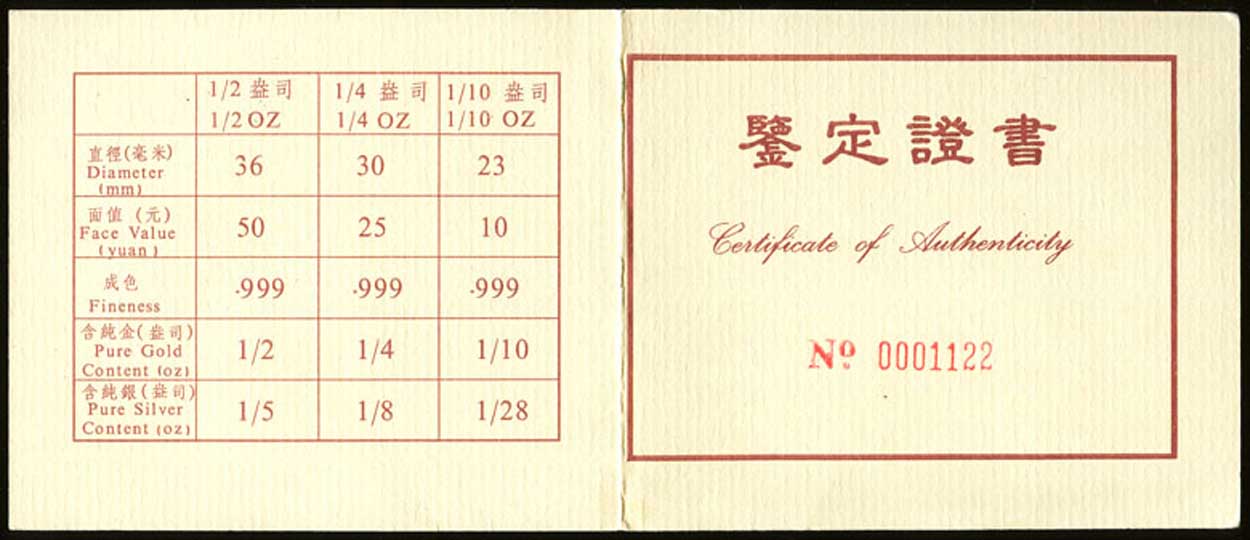 1/2 盎司 1/4 盎司 1/10 盎司
1/2 OZ 1/4 OZ 1/10 OZ
直徑(毫米)
Diameter 36 30 23
(mm)
面值 (元)
Face Value 50 25 10
(yuan)
成色
Fineness .999 .999 .999
含純金(盎司)
Pure Gold 1/2 1/4 1/10
Content (oz)
含純銀(盎司)
Pure Silver 1/5 1/8 1/28
Content (oz)
鑒定證書
Certificate of Authenticity
Nº 0001122